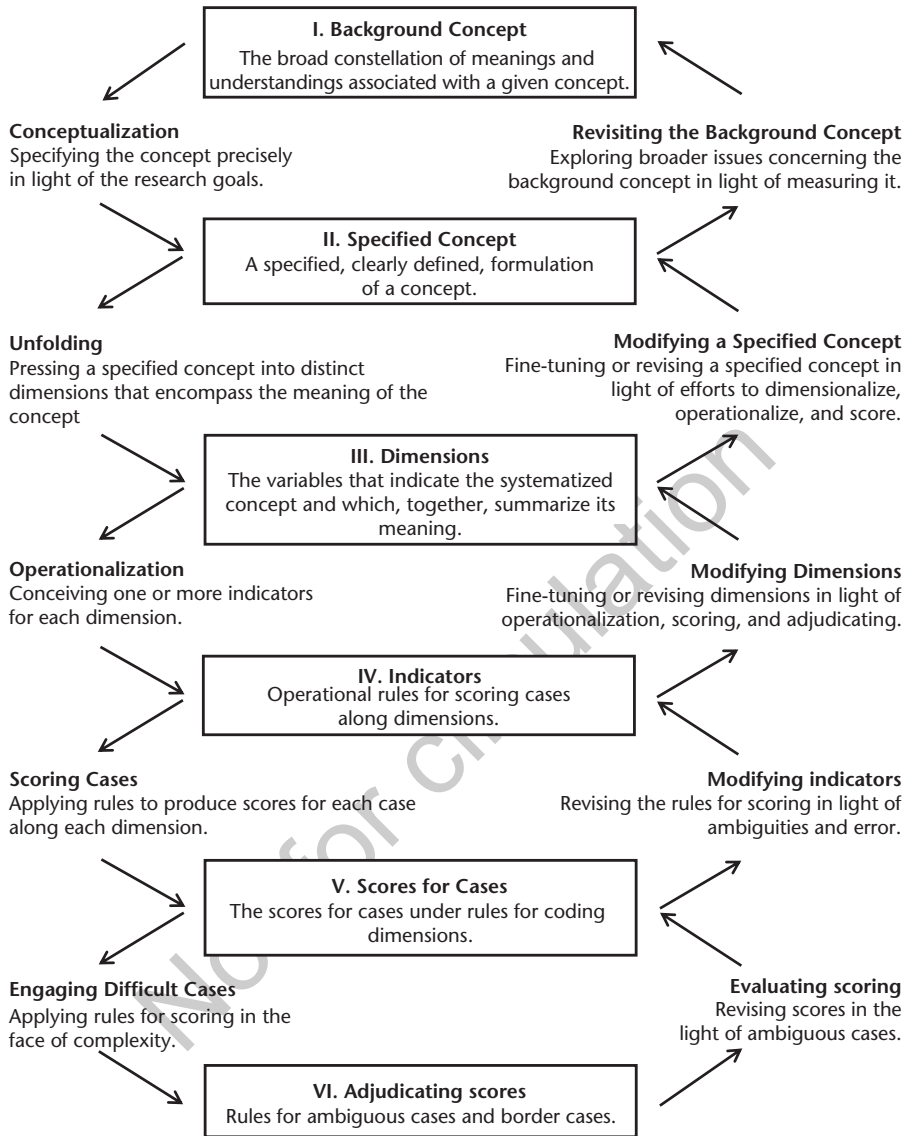 I. Background Concept
The broad constellation of meanings and
understandings associated with a given concept.
Conceptualization
Specifying the concept precisely
in light of the research goals.
Revisiting the Background Concept
Exploring broader issues concerning the
background concept in light of measuring it.
II. Specified Concept
A specified, clearly defined, formulation
of a concept.
Unfolding
Pressing a specified concept into distinct
dimensions that encompass the meaning of the
concept
Modifying a Specified Concept
Fine-tuning or revising a specified concept in
light of efforts to dimensionalize,
operationalize, and score.
III. Dimensions
The variables that indicate the systematized
concept and which, together, summarize its
meaning.
Operationalization
Conceiving one or more indicators
for each dimension.
Modifying Dimensions
Fine-tuning or revising dimensions in light of
operationalization, scoring, and adjudicating.
IV. Indicators
Operational rules for scoring cases
along dimensions.
Scoring Cases
Applying rules to produce scores for each case
along each dimension.
Modifying indicators
Revising the rules for scoring in light of
ambiguities and error.
V. Scores for Cases
The scores for cases under rules for coding
dimensions.
Engaging Difficult Cases
Applying rules for scoring in the
face of complexity.
Evaluating scoring
Revising scores in the
light of ambiguous cases.
VI. Adjudicating scores
Rules for ambiguous cases and border cases.
Not for circulation